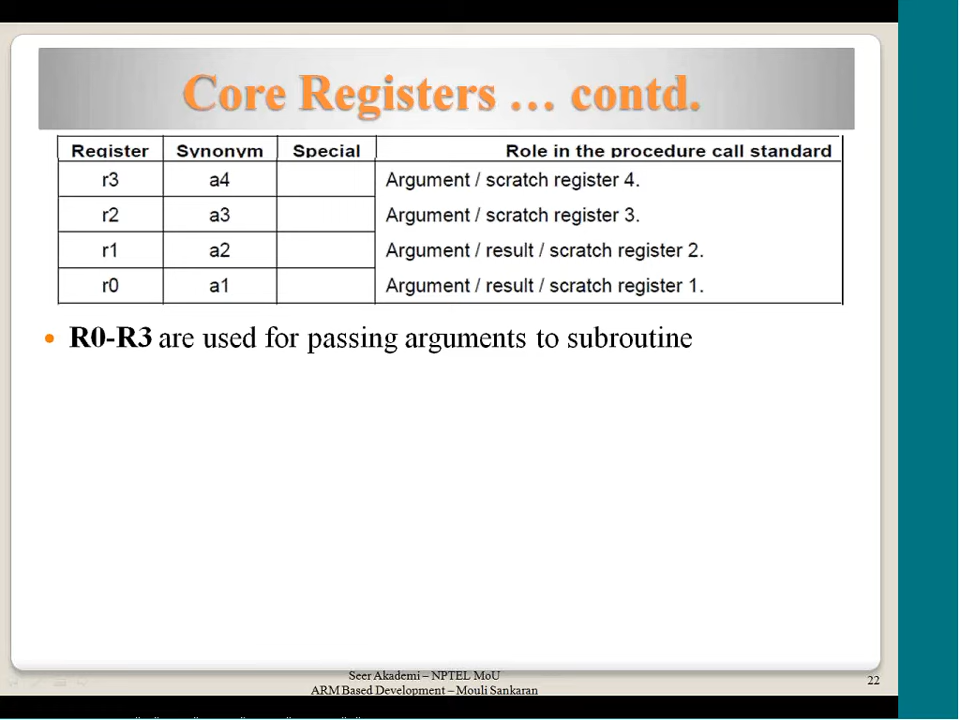 Core Registers … contd.
Register Synonym Special Role in the procedure call standard
r3 a4 Argument / scratch register 4.
r2 a3 Argument / scratch register 3.
r1 a2 Argument / result / scratch register 2.
r0 a1 Argument / result / scratch register 1.
• R0-R3 are used for passing arguments to subroutine
Seer Akademi – NPTEL MoU
ARM Based Development – Mouli Sankaran
22